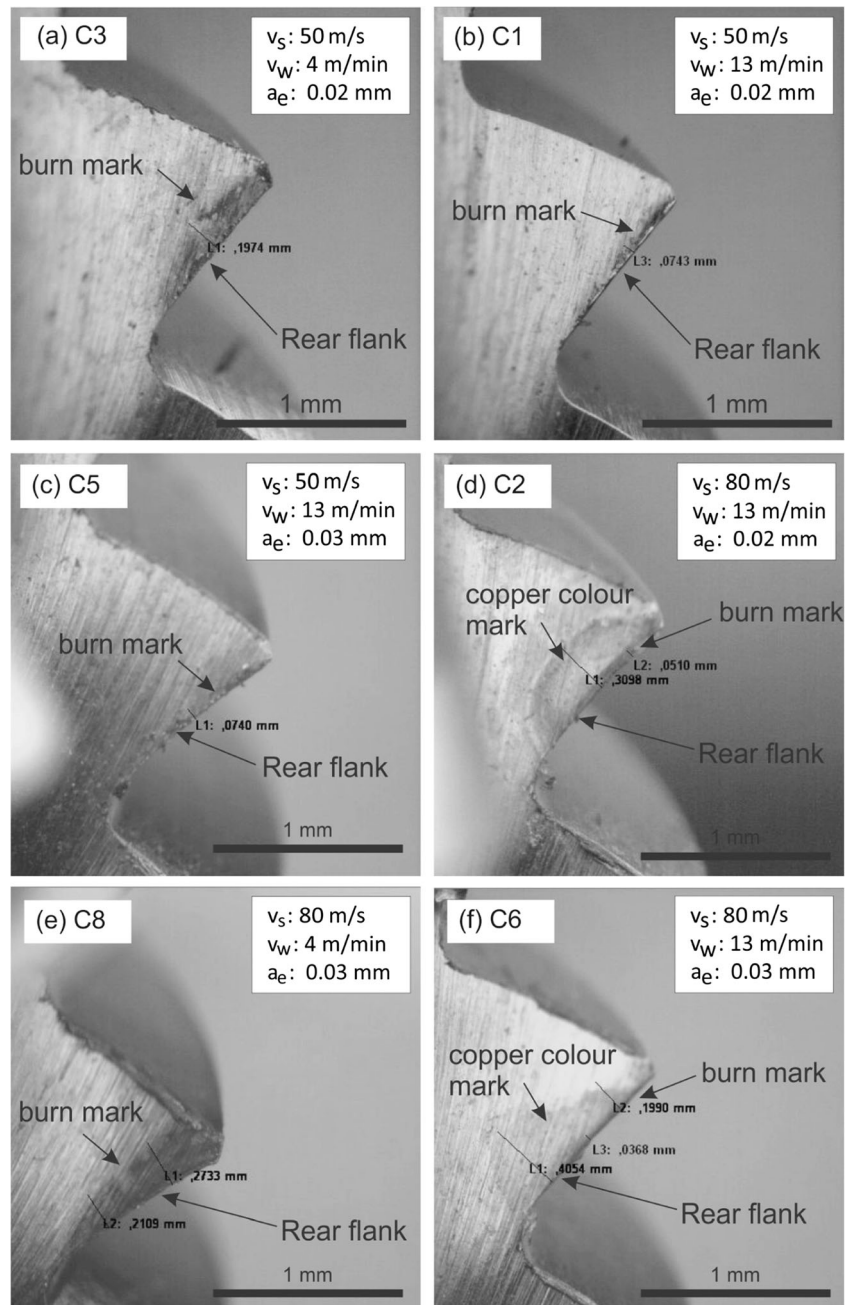 (a) C3
vs: 50 m/s
vw: 4 m/min
ae: 0.02 mm
burn mark
L1: ,1974 mm
Rear flank
1 mm
(b) C1
vs: 50 m/s
vw: 13 m/min
ae: 0.02 mm
burn mark
L3: ,0743 mm
Rear flank
1 mm
(c) C5
vs: 50 m/s
vw: 13 m/min
ae: 0.03 mm
burn mark
L1: ,0740 mm
Rear flank
1 mm
(d) C2
vs: 80 m/s
vw: 13 m/min
ae: 0.02 mm
copper colour
mark
burn mark
L2: ,0510 mm
L1: ,3098 mm
Rear flank
1 mm
(e) C8
vs: 80 m/s
vw: 4 m/min
ae: 0.03 mm
burn mark
L1: ,2733 mm
L2: ,2109 mm
Rear flank
1 mm
(f) C6
vs: 80 m/s
vw: 13 m/min
ae: 0.03 mm
copper colour
mark
burn mark
L2: ,1990 mm
L3: ,0368 mm
L1: ,4054 mm
Rear flank
1 mm